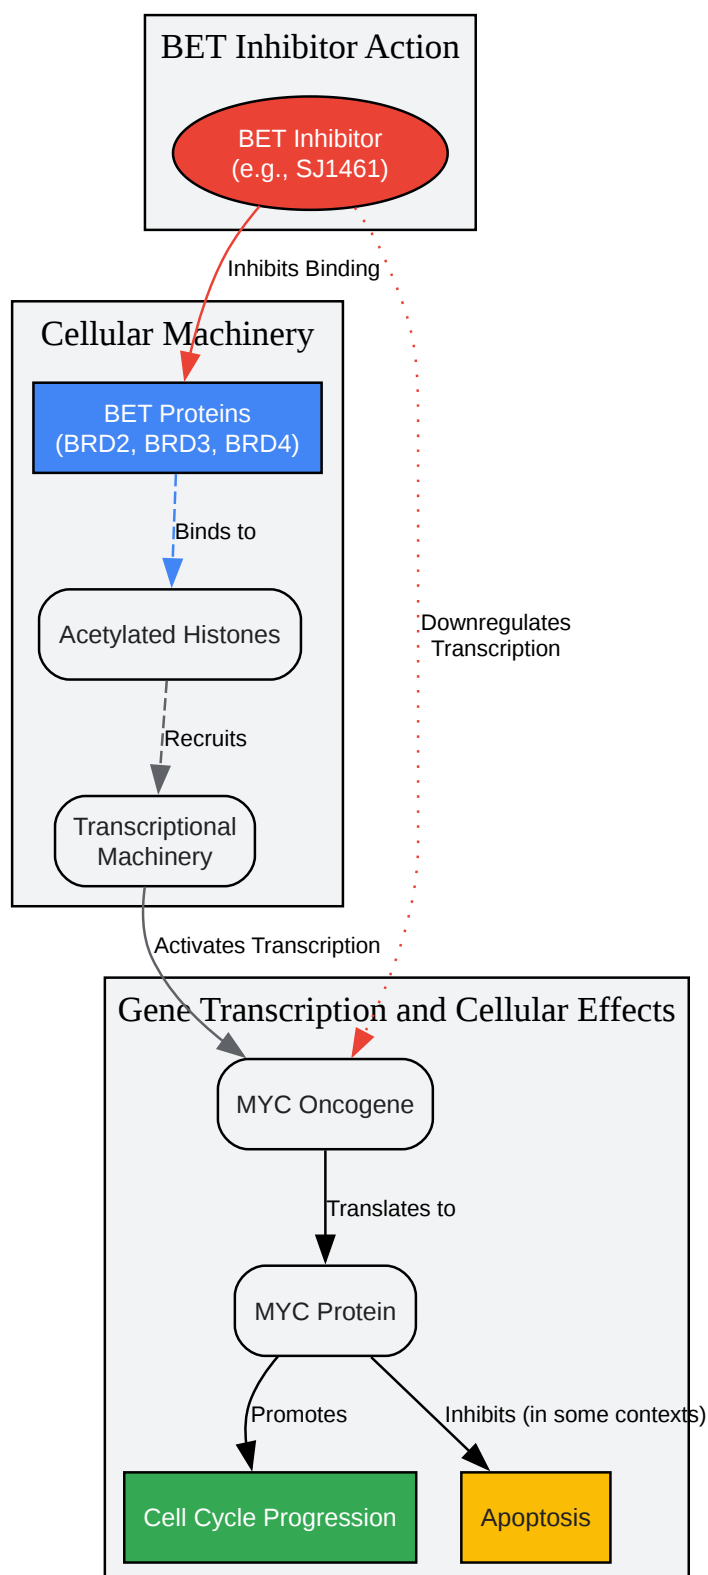 BET Inhibitor Action
BET Inhibitor
(e.g., SJ1461)
Inhibits Binding
Cellular Machinery
BET Proteins
(BRD2, BRD3, BRD4)
Binds to
Acetylated Histones
Downregulates
Transcription
Recruits
Transcriptional
Machinery
Activates Transcription
Gene Transcription and Cellular Effects
MYC Oncogene
Translates to
MYC Protein
Promotes
Inhibits (in some contexts)
Cell Cycle Progression
Apoptosis